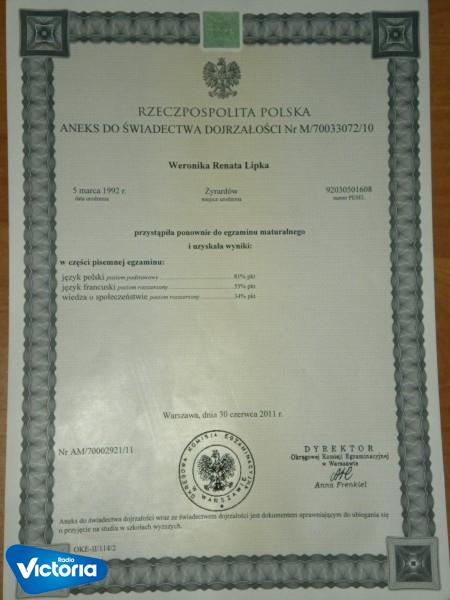 RZECZPOSPOLITA POLSKA
ANEKS DO ŚWIADECTWA DOJRZAŁOŚCI Nr M/70033072/10
Weronika Renata Lipka
5 marca 1992 r. Żyrardów 92030501608
data urodzenia miejsce urodzenia numer PESEL
przystąpiła ponownie do egzaminu maturalnego
i uzyskała wyniki:
w części pisemnej egzaminu:
język polski poziom podstawowy 81% pkt
język francuski poziom rozszerzony 53% pkt
wiedza o społeczeństwie poziom rozszerzony 34% pkt
Warszawa, dnia 30 czerwca 2011 r.
Nr AM/70002921/11
OKRĘGOWA KOMISJA EGZAMINACYJNA W WARSZAWIE
DYREKTOR
Okręgowej Komisji Egzaminacyjnej
w Warszawie
Anna Frenkiel
Aneks do świadectwa dojrzałości wraz ze świadectwem dojrzałości jest dokumentem uprawniającym do ubiegania się
o przyjęcie na studia w szkołach wyższych.
OKE-II/114/2
Radio
Victoria